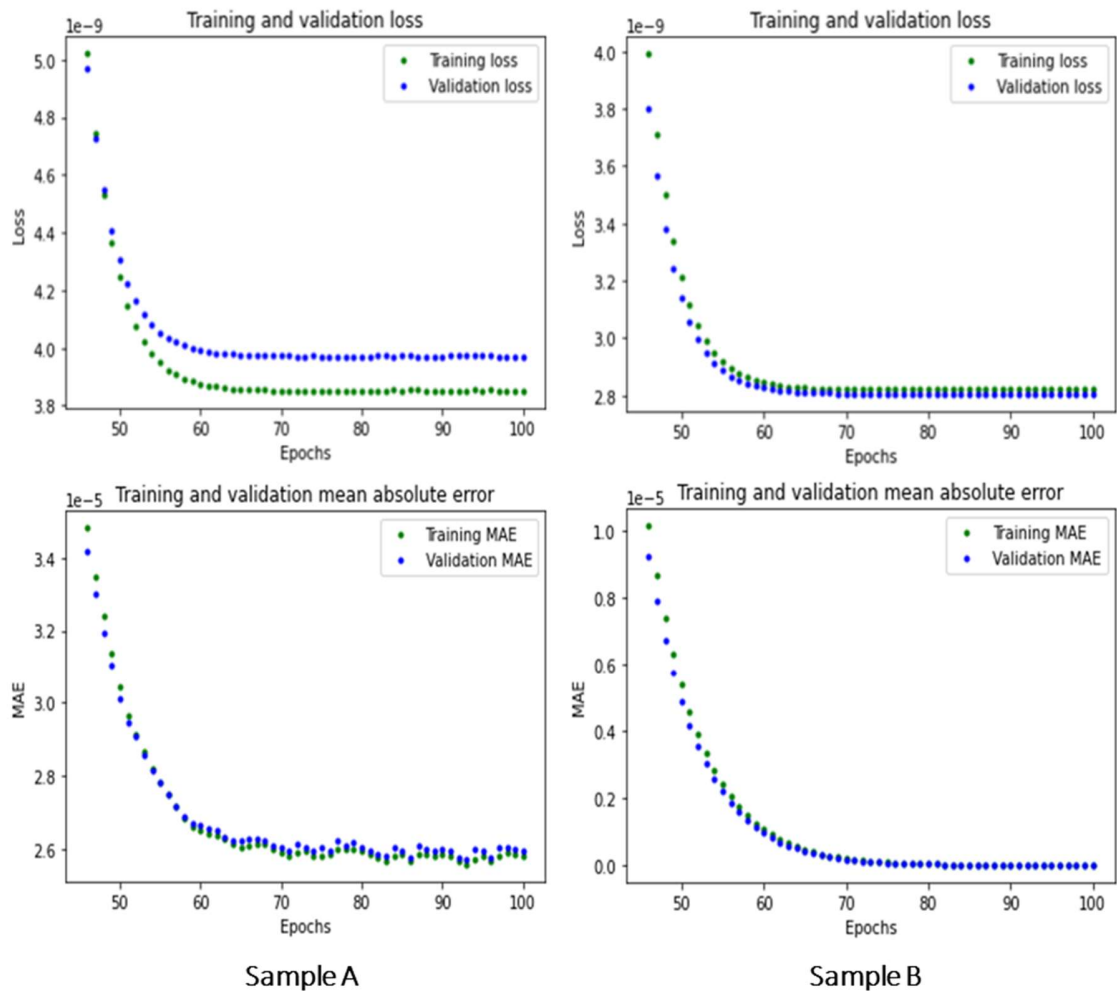 Training and validation loss
1e-9
Training loss
Validation loss
5.0
4.8
4.6
4.4
4.2
4.0
3.8
Loss
50 60 70 80 90 100
Epochs
Training and validation loss
1e-9
Training loss
Validation loss
4.0
3.8
3.6
3.4
3.2
3.0
2.8
Loss
50 60 70 80 90 100
Epochs
Training and validation mean absolute error
1e-5
Training MAE
Validation MAE
3.4
3.2
3.0
2.8
2.6
MAE
50 60 70 80 90 100
Epochs
Training and validation mean absolute error
1e-5
Training MAE
Validation MAE
1.0
0.8
0.6
0.4
0.2
0.0
MAE
50 60 70 80 90 100
Epochs
Sample A
Sample B